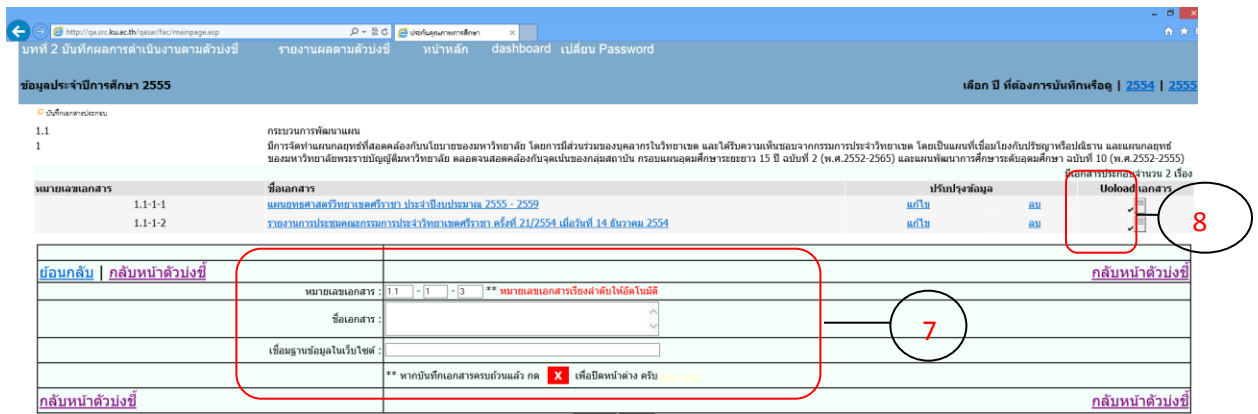 http://qa.src.ku.ac.th/qasar/fac/mainpage.asp
ประกันคุณภาพการศึกษา
บทที่ 2 บันทึกผลการดำเนินงานตามตัวบ่งชี้ รายงานผลตามตัวบ่งชี้ หน้าหลัก dashboard เปลี่ยน Password
ข้อมูลประจำปีการศึกษา 2555 เลือก ปี ที่ต้องการบันทึกหรือดู | 2554 | 2555
บันทึกเอกสารประกอบ
1.1 กระบวนการพัฒนาแผน
1 มีการจัดทำแผนกลยุทธ์ที่สอดคล้องกับนโยบายของมหาวิทยาลัย โดยการมีส่วนร่วมของบุคลากรในวิทยาเขต และได้รับความเห็นชอบจากกรรมการประจำวิทยาเขต โดยเป็นแผนที่เชื่อมโยงกับปรัชญาหรือปณิธาน และแผนกลยุทธ์
ของมหาวิทยาลัยพระราชบัญญัติมหาวิทยาลัย ตลอดจนสอดคล้องกับจุดเน้นของกลุ่มสถาบัน กรอบแผนอุดมศึกษาระยะยาว 15 ปี ฉบับที่ 2 (พ.ศ.2552-2565) และแผนพัฒนาการศึกษาระดับอุดมศึกษา ฉบับที่ 10 (พ.ศ.2552-2555)
มีเอกสารประกอบจำนวน 2 เรื่อง
หมายเลขเอกสาร ชื่อเอกสาร ปรับปรุงข้อมูล Uoload เอกสาร
1.1-1-1 แผนยุทธศาสตร์วิทยาเขตศรีราชา ประจำปีงบประมาณ 2555 - 2559 แก้ไข ลบ
1.1-1-2 รายงานการประชุมคณะกรรมการประจำวิทยาเขตศรีราชา ครั้งที่ 21/2554 เมื่อวันที่ 14 ธันวาคม 2554 แก้ไข ลบ
8
ย้อนกลับ | กลับหน้าตัวบ่งชี้ กลับหน้าตัวบ่งชี้
หมายเลขเอกสาร : 1.1 - 1 - 3 ** หมายเลขเอกสารเรียงลำดับให้อัตโนมัติ
ชื่อเอกสาร :
7
เชื่อมฐานข้อมูลในเว็บไซต์ :
** หากบันทึกเอกสารครบถ้วนแล้ว กด X เพื่อปิดหน้าต่าง ครับ
กลับหน้าตัวบ่งชี้ กลับหน้าตัวบ่งชี้